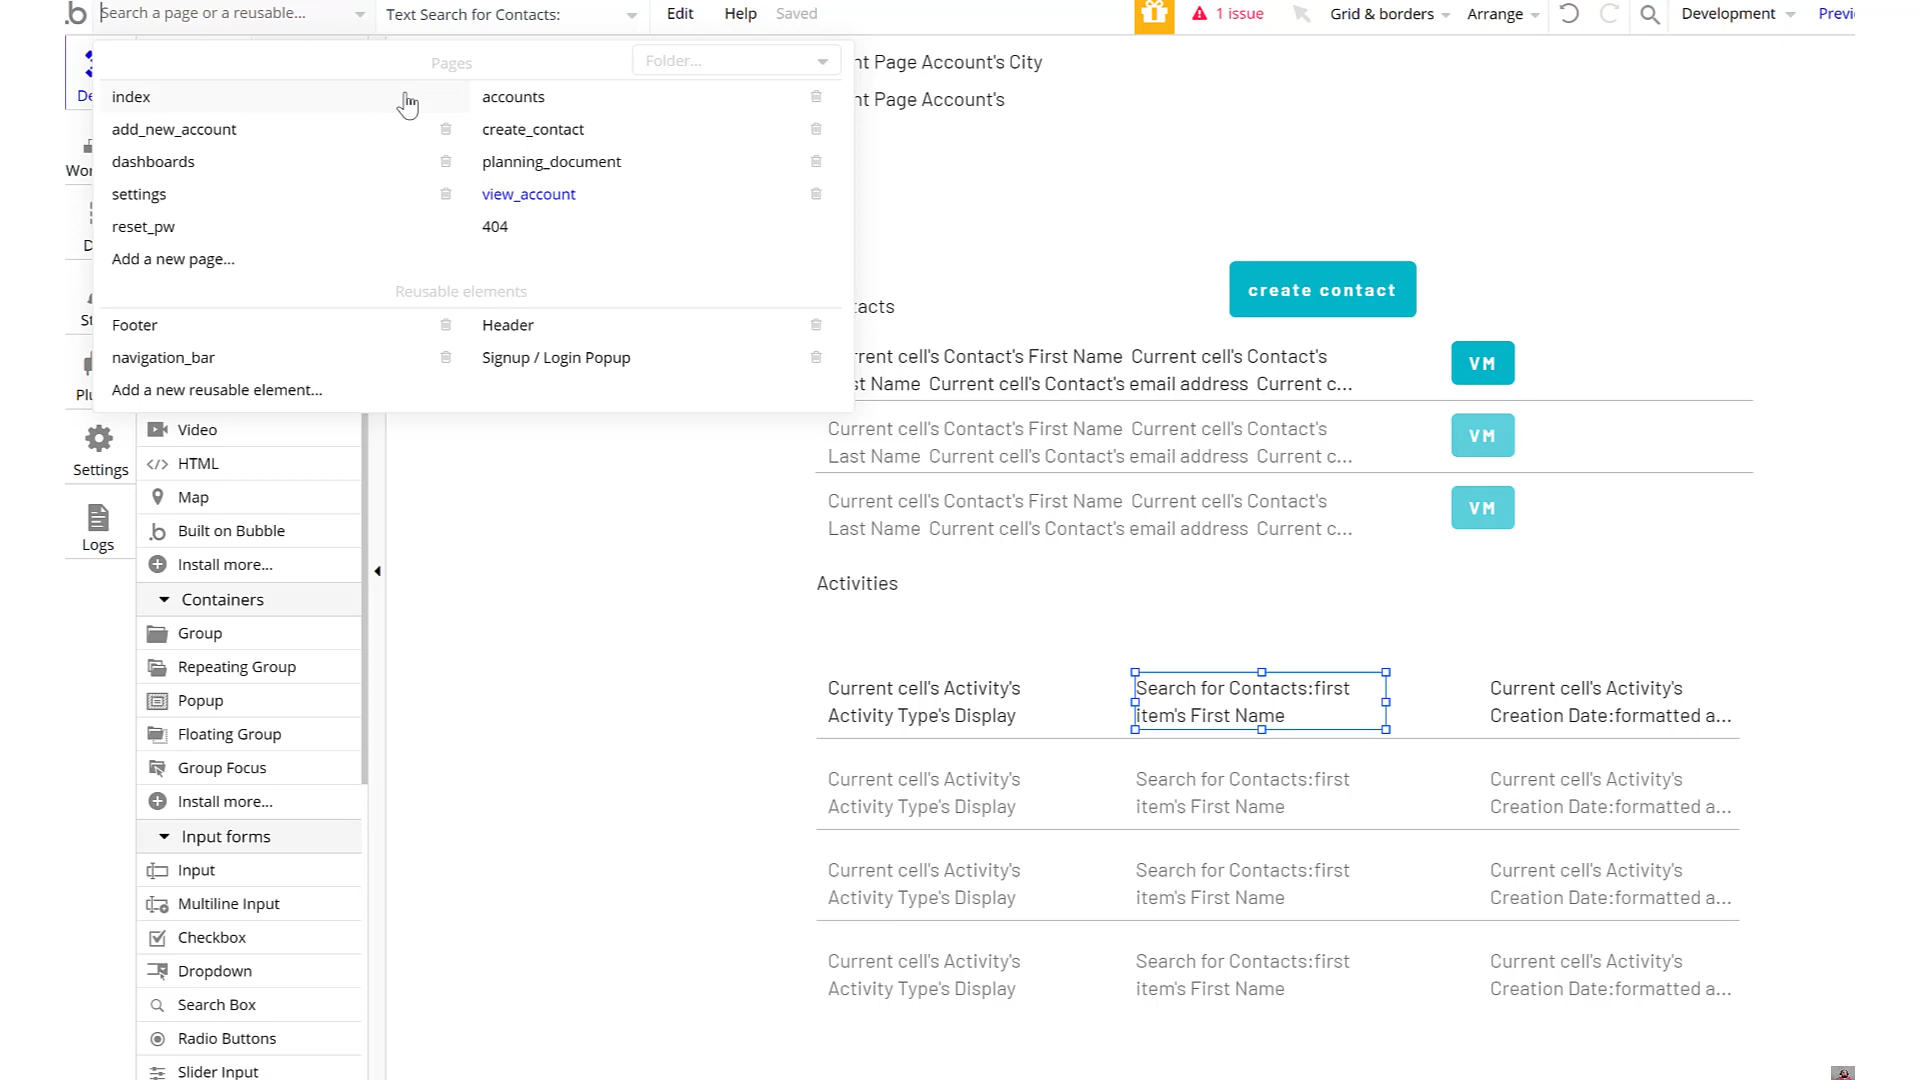 Search a page or a reusable...
Text Search for Contacts:
Edit
Help
Saved
1 issue
Grid & borders
Arrange
Development
Previ
Pages
Folder...
index
accounts
add_new_account
create_contact
dashboards
planning_document
settings
view_account
reset_pw
404
Add a new page...
Reusable elements
Footer
Header
navigation_bar
Signup / Login Popup
Add a new reusable element...
De
Wor
D
St
Plu
Settings
Logs
Video
HTML
Map
Built on Bubble
Install more...
Containers
Group
Repeating Group
Popup
Floating Group
Group Focus
Install more...
Input forms
Input
Multiline Input
Checkbox
Dropdown
Search Box
Radio Buttons
Slider Input
nt Page Account's City
nt Page Account's
create contact
tacts
rrent cell's Contact's First Name Current cell's Contact's
st Name Current cell's Contact's email address Current c...
VM
Current cell's Contact's First Name Current cell's Contact's
Last Name Current cell's Contact's email address Current c...
VM
Current cell's Contact's First Name Current cell's Contact's
Last Name Current cell's Contact's email address Current c...
VM
Activities
Current cell's Activity's
Activity Type's Display
Search for Contacts:first
item's First Name
Current cell's Activity's
Creation Date:formatted a...
Current cell's Activity's
Activity Type's Display
Search for Contacts:first
item's First Name
Current cell's Activity's
Creation Date:formatted a...
Current cell's Activity's
Activity Type's Display
Search for Contacts:first
item's First Name
Current cell's Activity's
Creation Date:formatted a...
Current cell's Activity's
Activity Type's Display
Search for Contacts:first
item's First Name
Current cell's Activity's
Creation Date:formatted a...